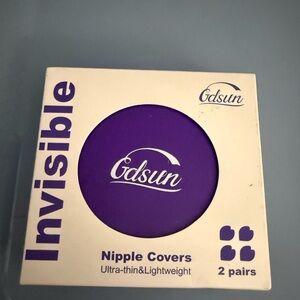 Invisible
Gdsun
Gdsun
Nipple Covers
Ultra-thin&Lightweight
2 pairs